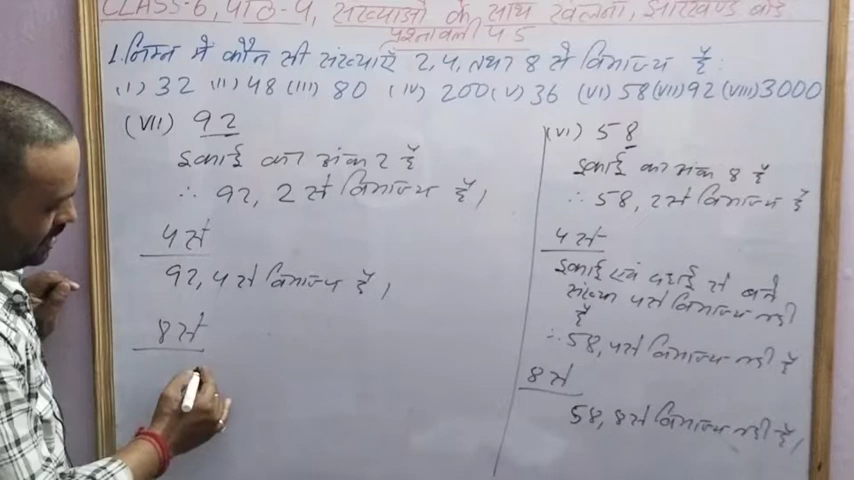 CLASS-6, पाठ-4, संख्याओं के साथ खेलना, झारखण्ड बोर्ड
प्रश्नावली 4.5
1. निम्न में कौन सी संख्याएँ 2, 4, तथा 8 से विभाज्य हैं:
(i) 32 (ii) 48 (iii) 80 (iv) 200 (v) 36 (vi) 58 (vii) 92 (viii) 3000
(vii) 92
इकाई का अंक 2 है
∴ 92, 2 से विभाज्य है।
4 से
92, 4 से विभाज्य है।
8 से
(vi) 58
इकाई का अंक 8 है
∴ 58, 2 से विभाज्य है
4 से
इकाई एवं दहाई से बने
संख्या 4 से विभाज्य नहीं
है
∴ 58, 4 से विभाज्य नहीं है
8 से
58, 8 से विभाज्य नहीं है।